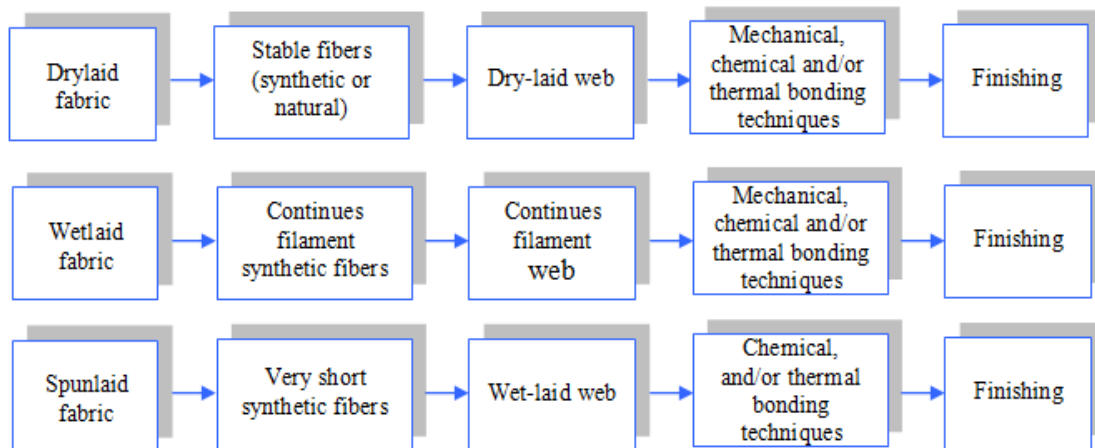 Drylaid
fabric
Stable fibers
(synthetic or
natural)
Dry-laid web
Mechanical,
chemical and/or
thermal bonding
techniques
Finishing
Wetlaid
fabric
Continues
filament
synthetic fibers
Continues
filament
web
Mechanical,
chemical and/or
thermal bonding
techniques
Finishing
Spunlaid
fabric
Very short
synthetic fibers
Wet-laid web
Chemical,
and/or thermal
bonding
techniques
Finishing